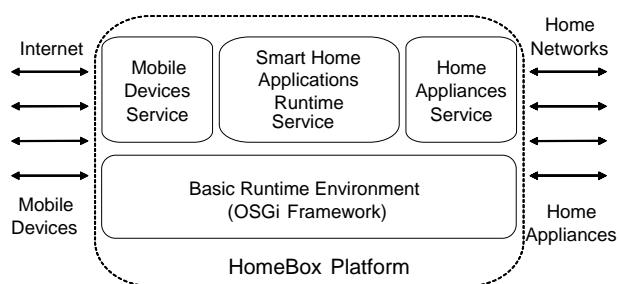 Internet
Mobile
Devices
Service
Smart Home
Applications
Runtime
Service
Home
Appliances
Service
Home
Networks
Basic Runtime Environment
(OSGi Framework)
Mobile
Devices
Home
Appliances
HomeBox Platform